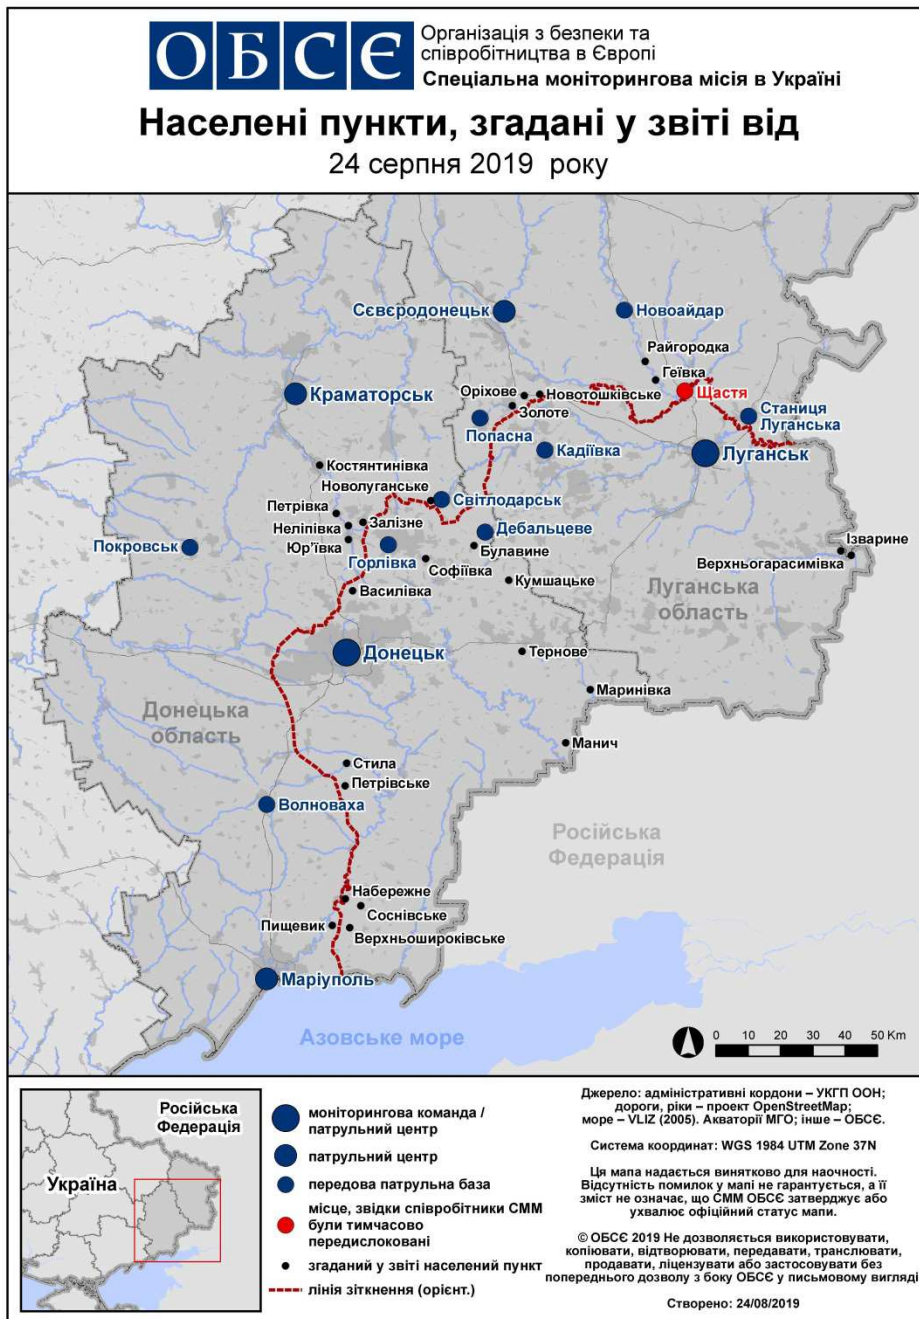 ОБСЄ
Організація з безпеки та
співробітництва в Європі
Спеціальна моніторингова місія в Україні
Населені пункти, згадані у звіті від
24 серпня 2019 року
Сєвєродонецьк
Новоайдар
Райгородка
Геївка
Щастя
Краматорськ
Оріхове
Новотошківське
Золоте
Станиця
Луганська
Попасна
Кадіївка
Луганськ
Костянтинівка
Новолуганське
Світлодарськ
Петрівка
Залізне
Неліпівка
Дебальцеве
Юр'ївка
Покровськ
Горлівка
Булавине
Софіївка
Ізварине
Верхньогарасимівка
Кумшацьке
Василівка
Луганська
область
Донецьк
Тернове
Маринівка
Донецька
область
Манич
Стила
Петрівське
Волноваха
Російська
Федерація
Набережне
Соснівське
Пищевик
Верхньошироківське
Маріуполь
Азовське море
0 10 20 30 40 50 Km
Російська
Федерація
Україна
моніторингова команда /
патрульний центр
патрульний центр
передова патрульна база
місце, звідки співробітники СММ
були тимчасово
передислоковані
згаданий у звіті населений пункт
лінія зіткнення (орієнт.)
Джерело: адміністративні кордони – УКГП ООН;
дороги, ріки – проект OpenStreetMap;
море – VLIZ (2005). Акваторії МГО; інше – ОБСЄ.
Система координат: WGS 1984 UTM Zone 37N
Ця мапа надається винятково для наочності.
Відсутність помилок у мапі не гарантується, а її
зміст не означає, що СММ ОБСЄ затверджує або
ухвалює офіційний статус мапи.
© ОБСЄ 2019 Не дозволяється використовувати,
копіювати, відтворювати, передавати, транслювати,
продавати, ліцензувати або застосовувати без
попереднього дозволу з боку ОБСЄ у письмовому вигляді
Створено: 24/08/2019